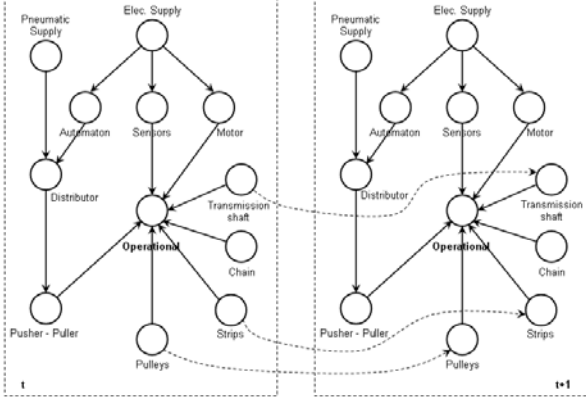 Elec. Supply
Pneumatic
Supply
Automaton
Sensors
Motor
Distributor
Transmission
shaft
Operational
Chain
Pusher - Puller
Strips
Pulleys
t
Elec. Supply
Pneumatic
Supply
Automaton
Sensors
Motor
Distributor
Transmission
shaft
Operational
Chain
Pusher - Puller
Strips
Pulleys
t+1